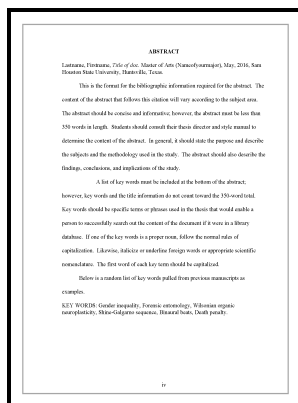 ABSTRACT
Lastname, Firstname, Title of doc. Master of Arts (Nameofyourmajor), May, 2016, Sam
Houston State University, Huntsville, Texas.
This is the format for the bibliographic information required for the abstract. The
content of the abstract that follows this citation will vary according to the subject area.
The abstract should be concise and informative; however, the abstract must be less than
350 words in length. Students should consult their thesis director and style manual to
determine the content of the abstract. In general, it should state the purpose and describe
the subjects and the methodology used in the study. The abstract should also describe the
findings, conclusions, and implications of the study.
A list of key words must be included at the bottom of the abstract;
however, key words and the title information do not count toward the 350-word total.
Key words should be specific terms or phrases used in the thesis that would enable a
person to successfully search out the content of the document if it were in a library
database. If one of the key words is a proper noun, follow the normal rules of
capitalization. Likewise, italicize or underline foreign words or appropriate scientific
nomenclature. The first word of each key term should be capitalized.
Below is a random list of key words pulled from previous manuscripts as
examples.
KEY WORDS: Gender inequality, Forensic entomology, Wilsonian organic
neuroplasticity, Shine-Galgarno sequence, Binaural beats, Death penalty.
iv